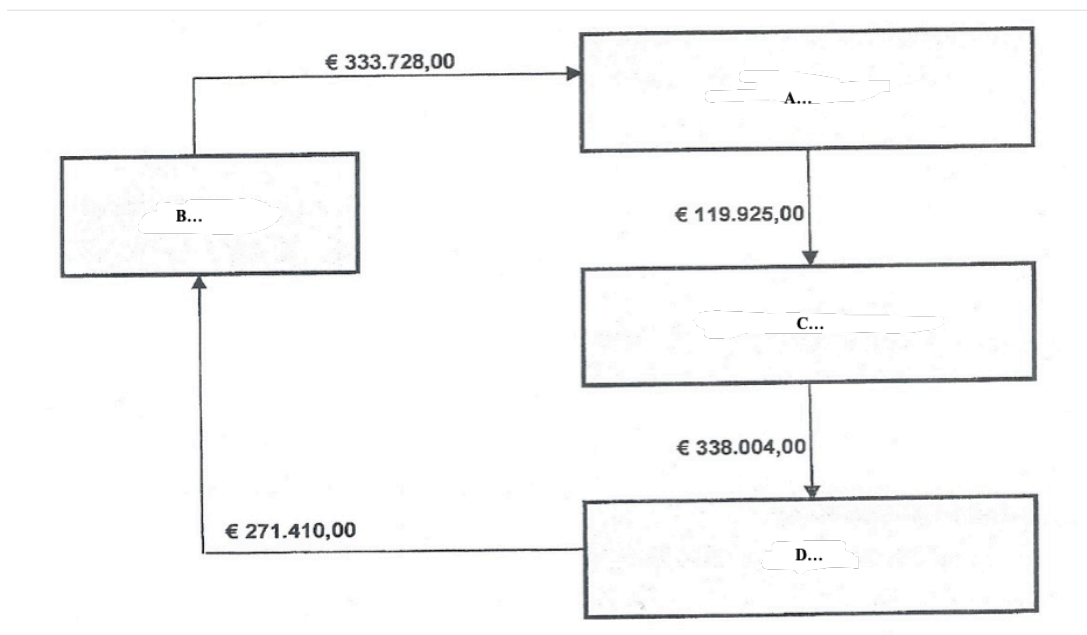 € 333.728,00
A...
B...
€ 119.925,00
C...
€ 338.004,00
€ 271.410,00
D...